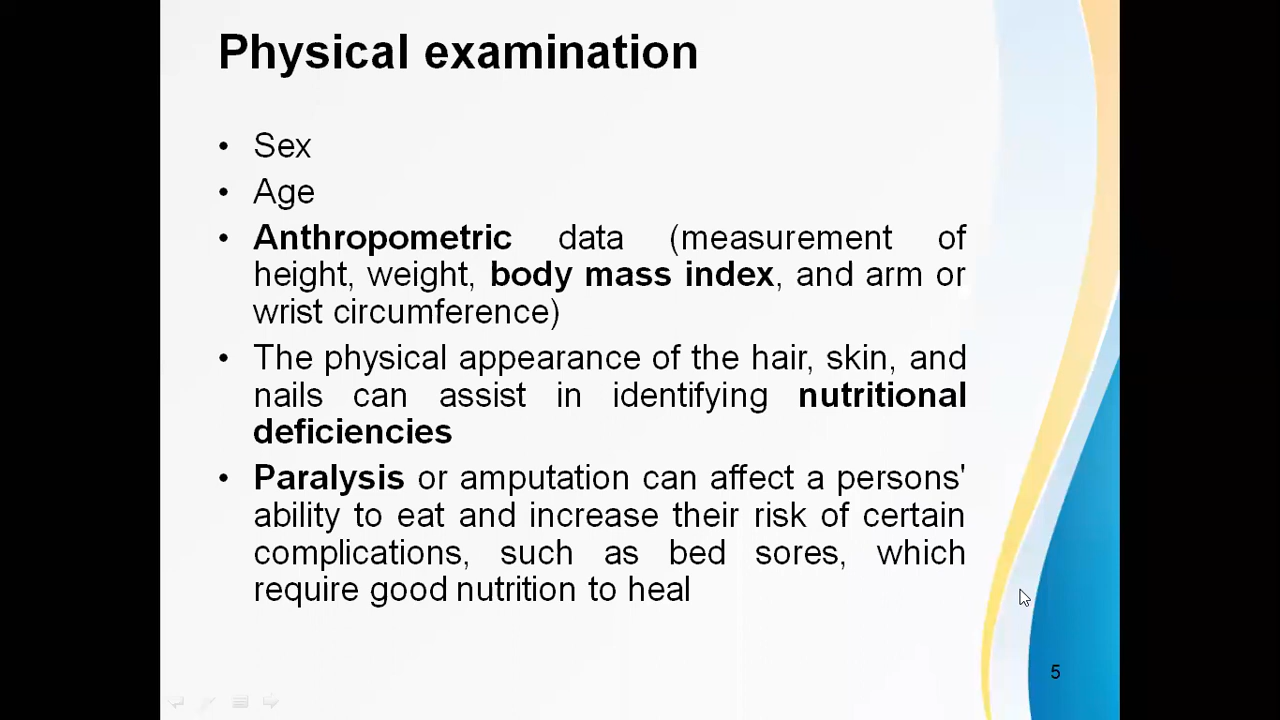 Physical examination
• Sex
• Age
• Anthropometric data (measurement of
height, weight, body mass index, and arm or
wrist circumference)
• The physical appearance of the hair, skin, and
nails can assist in identifying nutritional
deficiencies
• Paralysis or amputation can affect a persons'
ability to eat and increase their risk of certain
complications, such as bed sores, which
require good nutrition to heal
5